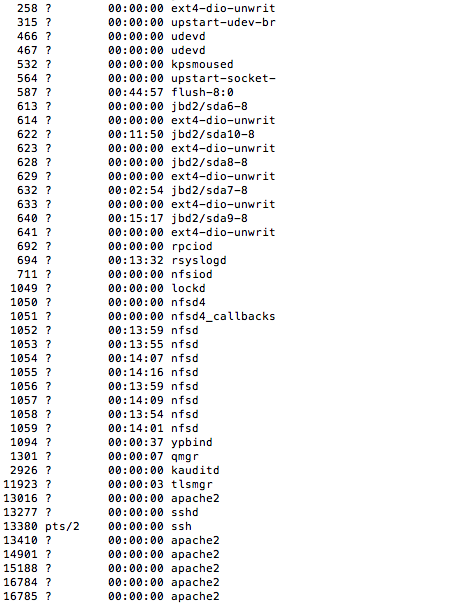 258 ? 00:00:00 ext4-dio-unwrit
315 ? 00:00:00 upstart-udev-br
466 ? 00:00:00 udevd
467 ? 00:00:00 udevd
532 ? 00:00:00 kpsmoused
564 ? 00:00:00 upstart-socket-
587 ? 00:44:57 flush-8:0
613 ? 00:00:00 jbd2/sda6-8
614 ? 00:00:00 ext4-dio-unwrit
622 ? 00:11:50 jbd2/sda10-8
623 ? 00:00:00 ext4-dio-unwrit
628 ? 00:00:00 jbd2/sda8-8
629 ? 00:00:00 ext4-dio-unwrit
632 ? 00:02:54 jbd2/sda7-8
633 ? 00:00:00 ext4-dio-unwrit
640 ? 00:15:17 jbd2/sda9-8
641 ? 00:00:00 ext4-dio-unwrit
692 ? 00:00:00 rpciod
694 ? 00:13:32 rsyslogd
711 ? 00:00:00 nfsiod
1049 ? 00:00:00 lockd
1050 ? 00:00:00 nfsd4
1051 ? 00:00:00 nfsd4_callbacks
1052 ? 00:13:59 nfsd
1053 ? 00:13:55 nfsd
1054 ? 00:14:07 nfsd
1055 ? 00:14:16 nfsd
1056 ? 00:13:59 nfsd
1057 ? 00:14:09 nfsd
1058 ? 00:13:54 nfsd
1059 ? 00:14:01 nfsd
1094 ? 00:00:37 ypbind
1301 ? 00:00:07 qmgr
2926 ? 00:00:00 kauditd
11923 ? 00:00:03 tlsmgr
13016 ? 00:00:00 apache2
13277 ? 00:00:00 sshd
13380 pts/2 00:00:00 ssh
13410 ? 00:00:00 apache2
14901 ? 00:00:00 apache2
15188 ? 00:00:00 apache2
16784 ? 00:00:00 apache2
16785 ? 00:00:00 apache2